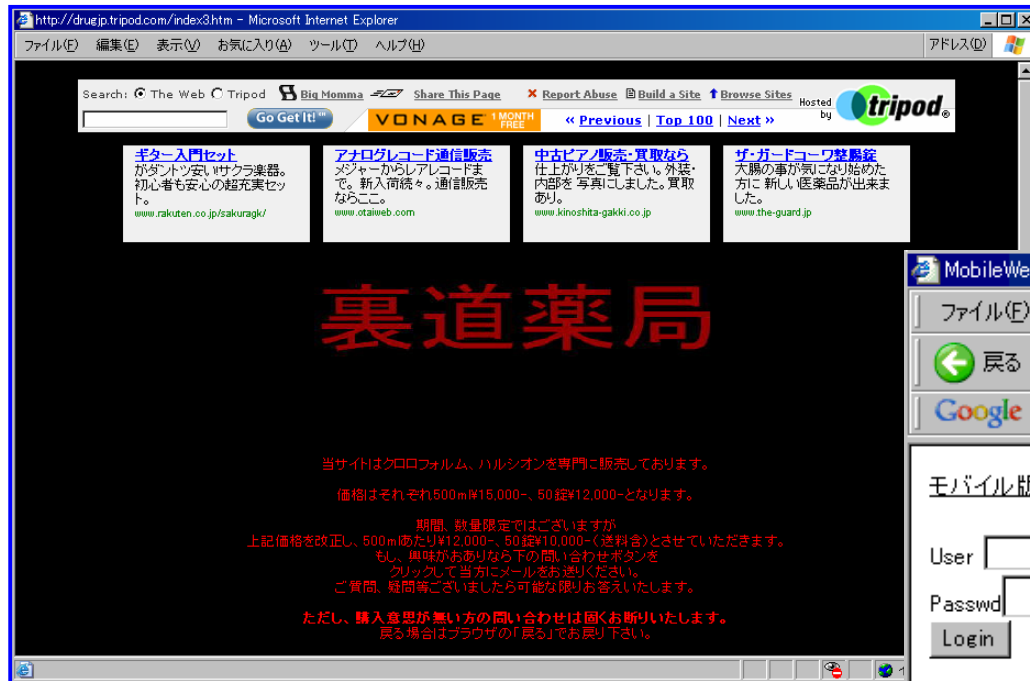 http://drugjp.tripod.com/index3.htm - Microsoft Internet Explorer
ファイル(F) 編集(E) 表示(V) お気に入り(A) ツール(T) ヘルプ(H) アドレス(D)
Search: The Web Tripod Big Momma Share This Page Report Abuse Build a Site Browse Sites Hosted by tripod®
Go Get It! VONAGE 1 MONTH FREE « Previous | Top 100 | Next »
ギター入門セット
がダントツ安いサクラ楽器。
初心者も安心の超充実セッ
ト。
www.rakuten.co.jp/sakuragk/
アナログレコード通信販売
メジャーからレアレコードま
で。新入荷続々。通信販売
ならここ。
www.otaiweb.com
中古ピアノ販売・買取なら
仕上がりをご覧下さい。外装・
内部を 写真にしました。買取
あり。
www.kinoshita-gakki.co.jp
ザ・ガードコーワ整腸錠
大腸の事が気になり始めた
方に 新しい医薬品が出来ま
した。
www.the-guard.jp
裏道薬局
当サイトはクロロフォルム、ハルシオンを専門に販売しております。
価格はそれぞれ500ml¥15,000-、50錠¥12,000-となります。
期間、数量限定ではございますが
上記価格を改正し、500mlあたり¥12,000-、50錠¥10,000-(送料含)とさせていただきます。
もし、興味がおありなら下の問い合わせボタンを
クリックして当方にメールをお送りください。
ご質問、疑問等ございましたら可能な限りお答えいたします。
ただし、購入意思が無い方の問い合わせは固くお断りいたします。
戻る場合はブラウザの「戻る」でお戻り下さい。
MobileWe
ファイル(F)
戻る
Google
モバイル版
User
Passwd
Login